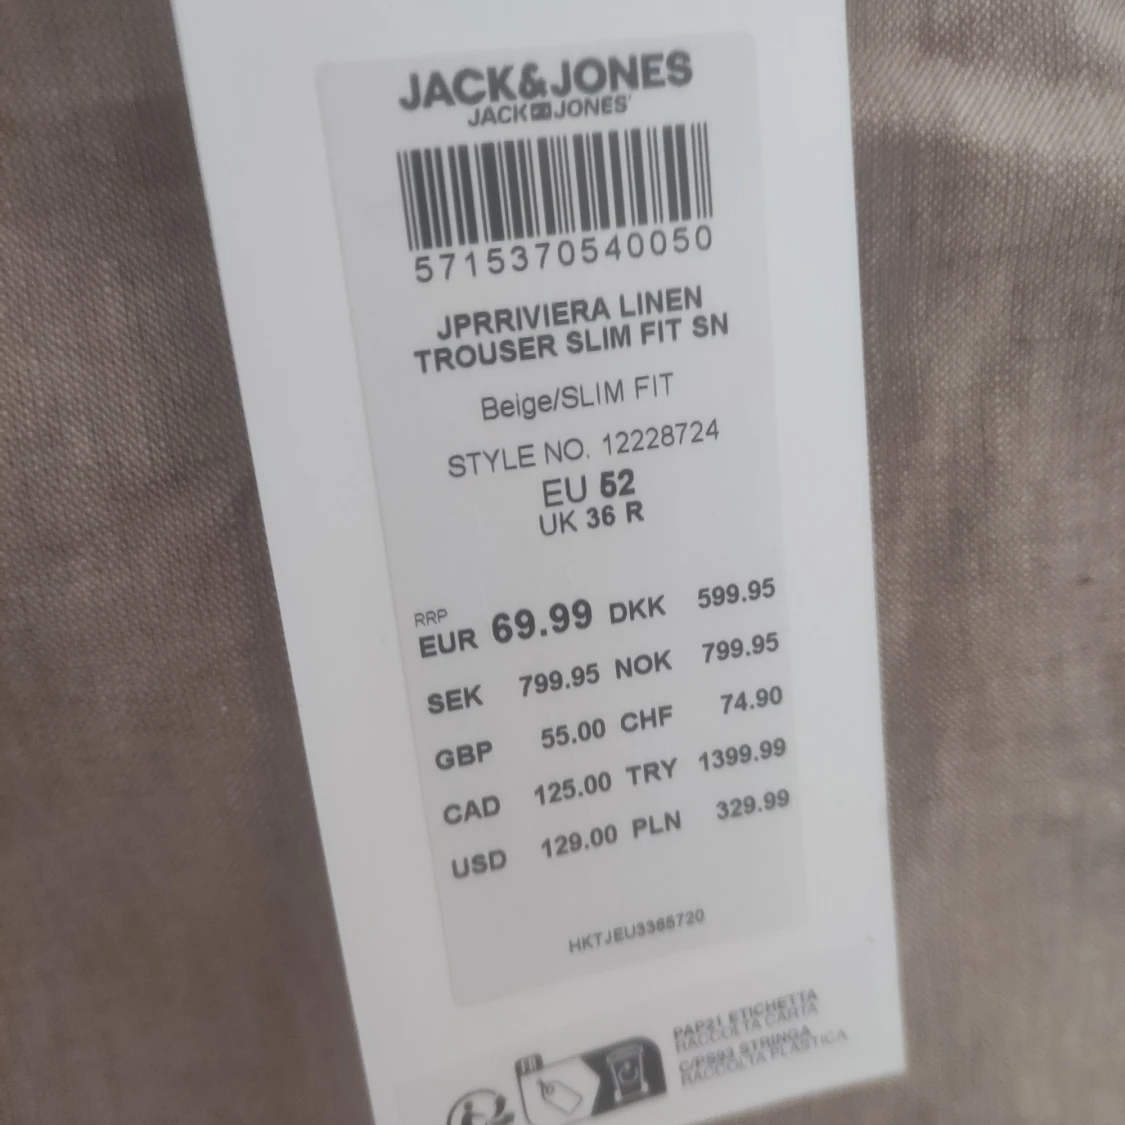 JACK&JONES
JACK JONES
5715370540050
JPRRIVIERA LINEN
TROUSER SLIM FIT SN
Beige/SLIM FIT
STYLE NO. 12228724
EU 52
UK 36 R
RRP
EUR 69.99 DKK 599.95
SEK 799.95 NOK 799.95
GBP 55.00 CHF 74.90
CAD 125.00 TRY 1399.99
USD 129.00 PLN 329.99
HKTJEU3365720
PAP21 ETICHETTA
RACCOLTA CARTA
C/PS93 STRINGA
RACCOLTA PLASTICA
FR